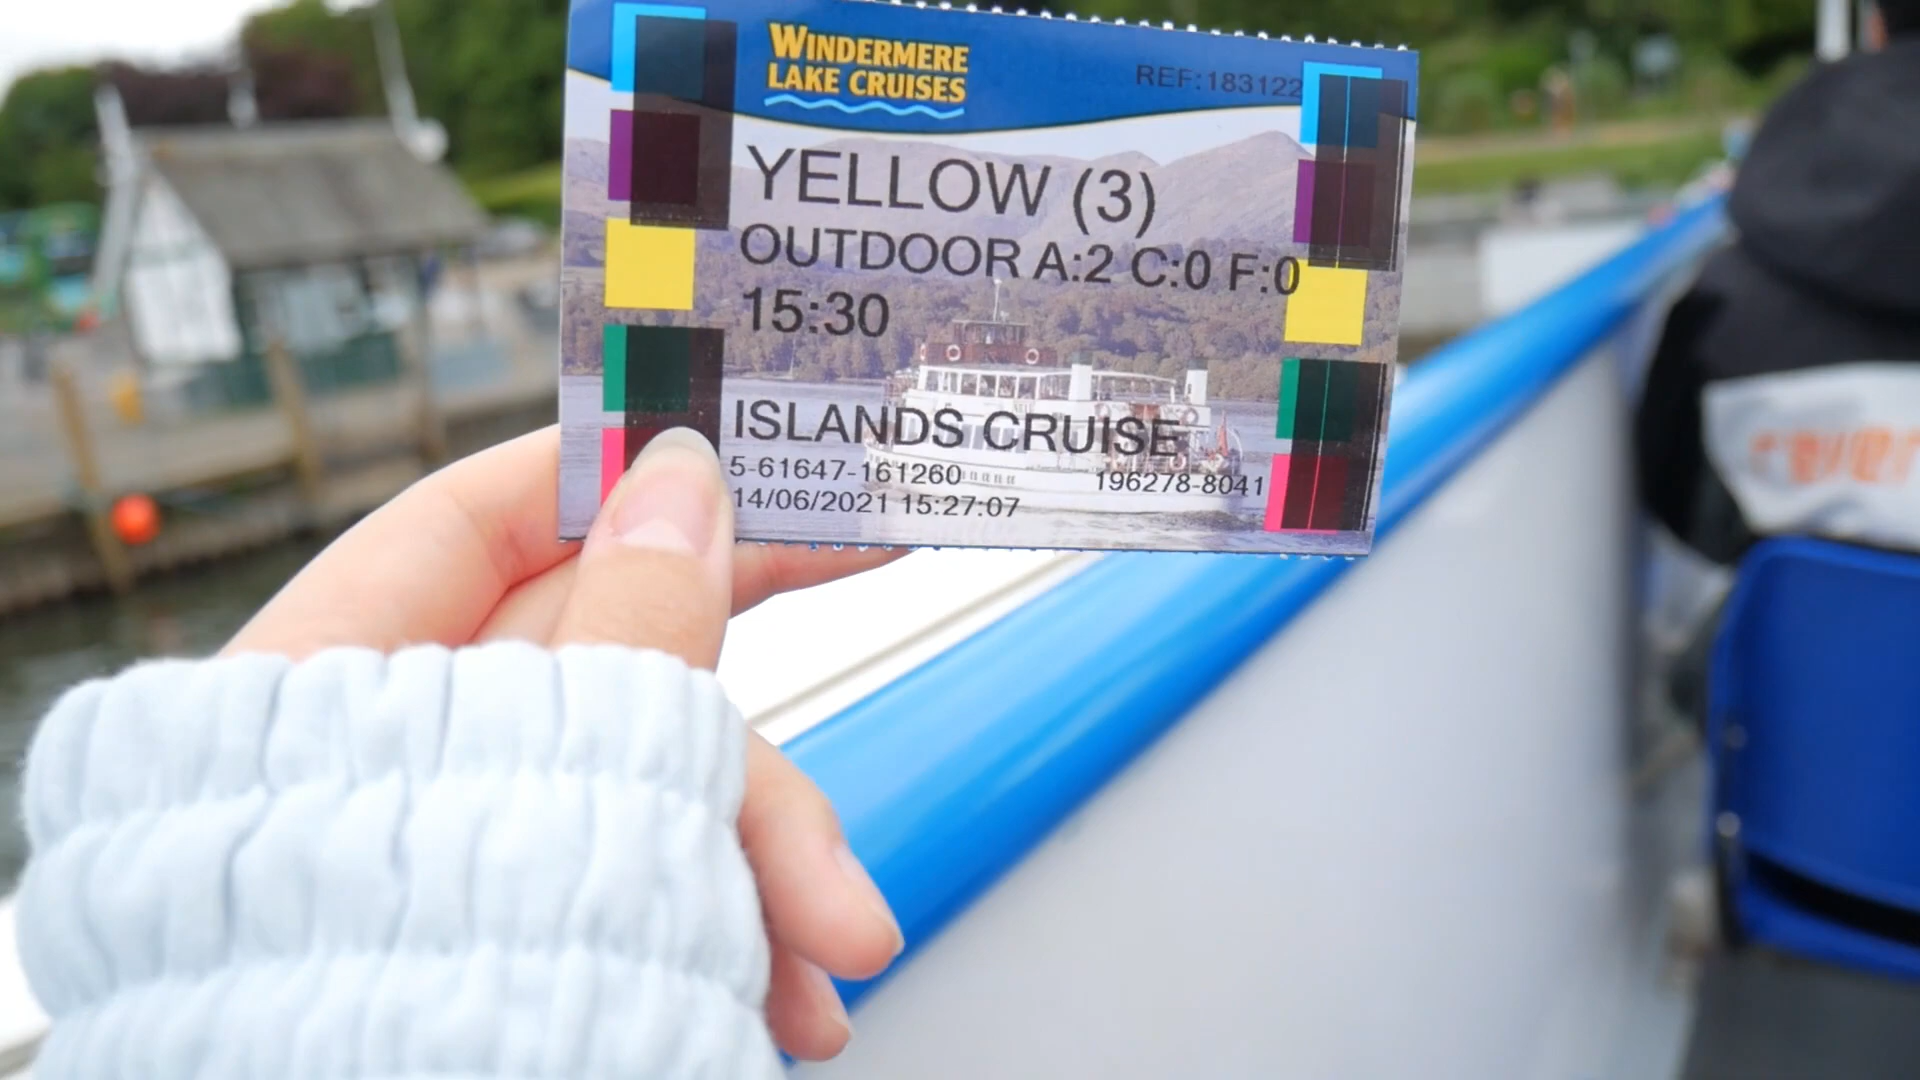 WINDERMERE
LAKE CRUISES
REF:183122
YELLOW (3)
OUTDOOR A:2 C:0 F:0
15:30
ISLANDS CRUISE
5-61647-161260 196278-8041
14/06/2021 15:27:07